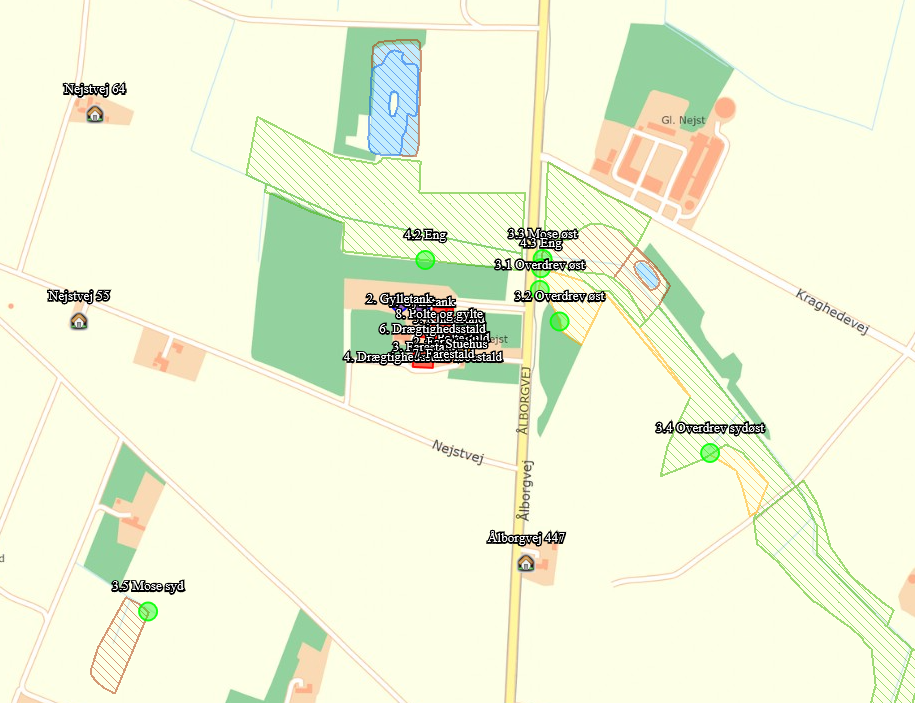 Nejstvej 64
Gl. Nejst
4.2 Eng
3.3 Mose øst
4.3 Eng
3.1 Overdrev øst
Nejstvej 55
2. Gylletank
3.2 Overdrev øst
Kraghedevej
8. Polte og gylte
6. Drægtighedsstald
Stuehus
7. Farestald
4. Drægtighedsstald
ÅLBORGVEJ
3.4 Overdrev sydøst
Nejstvej
Ålborgvej
Ålborgvej 447
3.5 Mose syd